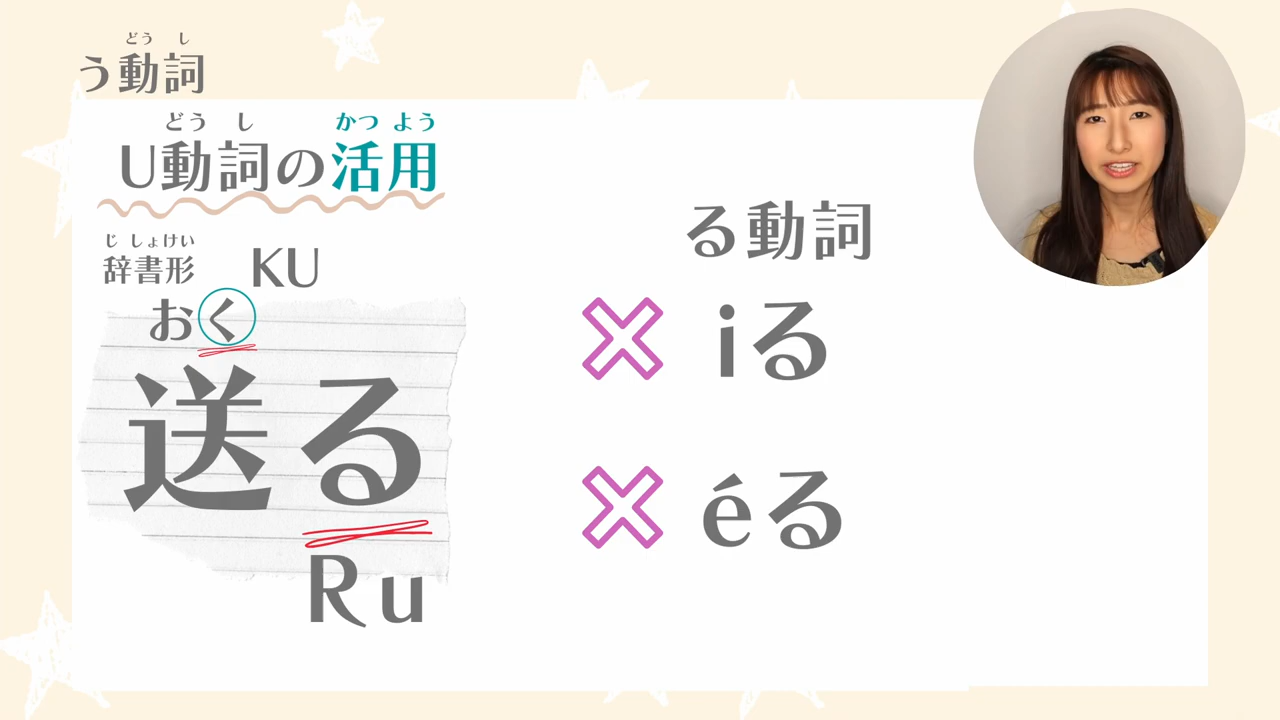 どう し
う動詞
どう し かつ よう
U動詞の活用
じ しょ けい
辞書形 KU
おく
送る
Ru
る動詞
iる
éる